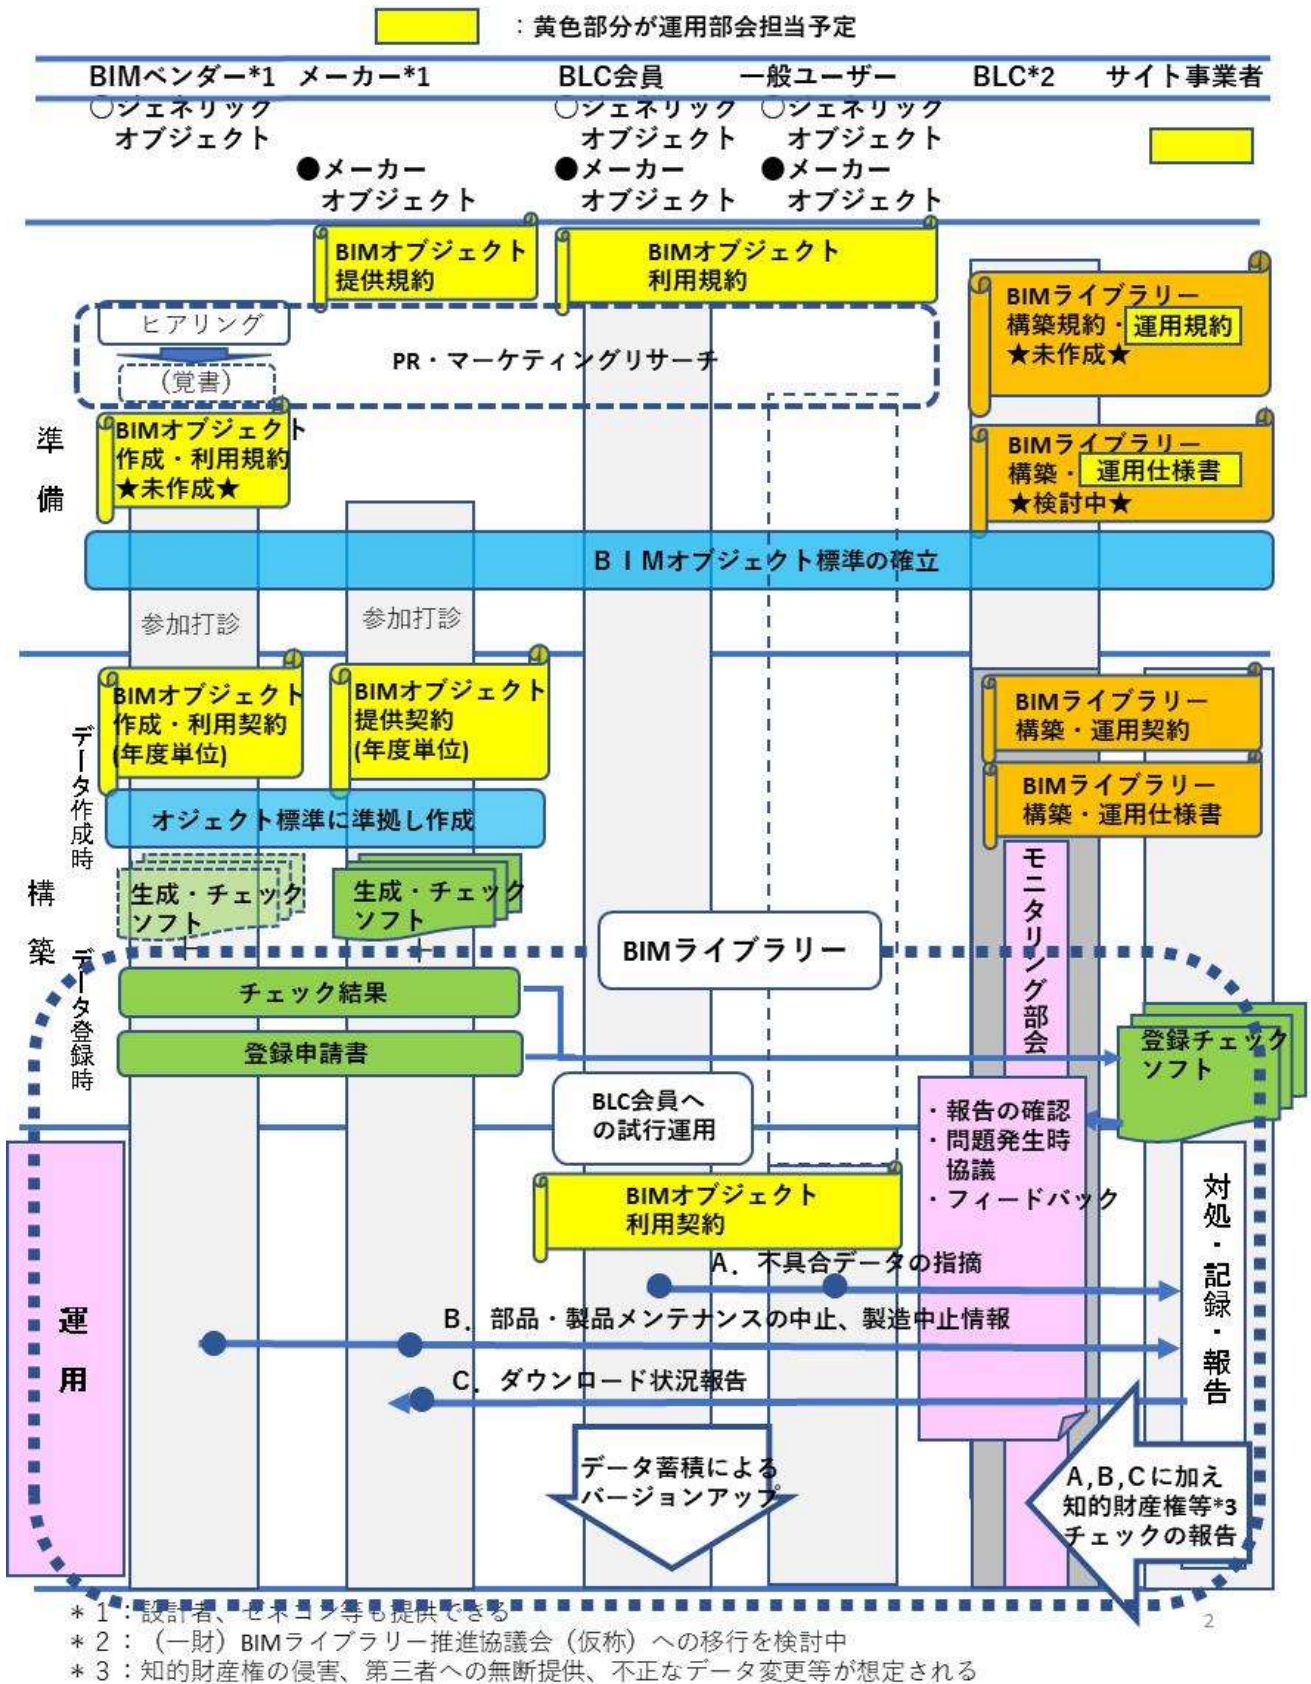 ：黄色部分が運用部会担当予定
BIMベンダー*1 メーカー*1 BLC会員 一般ユーザー BLC*2 サイト事業者
○ジェネリック
オブジェクト
●メーカー
オブジェクト
○ジェネリック
オブジェクト
●メーカー
オブジェクト
○ジェネリック
オブジェクト
●メーカー
オブジェクト
BIMオブジェクト
提供規約
BIMオブジェクト
利用規約
BIMライブラリー
構築規約・運用規約
★未作成★
ヒアリング
（覚書）
PR・マーケティングリサーチ
準備
BIMオブジェクト
作成・利用規約
★未作成★
BIMライブラリー
構築・運用仕様書
★検討中★
ＢＩＭオブジェクト標準の確立
参加打診
参加打診
構築
データ作成時
BIMオブジェクト
作成・利用契約
(年度単位)
BIMオブジェクト
提供契約
(年度単位)
BIMライブラリー
構築・運用契約
BIMライブラリー
構築・運用仕様書
オジェクト標準に準拠し作成
生成・チェック
ソフト
生成・チェック
ソフト
モニタリング部会
BIMライブラリー
データ登録時
チェック結果
登録申請書
登録チェック
ソフト
BLC会員へ
の試行運用
・報告の確認
・問題発生時
協議
・フィードバック
運用
BIMオブジェクト
利用契約
対処・記録・報告
A．不具合データの指摘
B．部品・製品メンテナンスの中止、製造中止情報
C．ダウンロード状況報告
データ蓄積による
バージョンアップ
A,B,Cに加え
知的財産権等*3
チェックの報告
＊1：設計者、ゼネコン等も提供できる
＊2：（一財）BIMライブラリー推進協議会（仮称）への移行を検討中
＊3：知的財産権の侵害、第三者への無断提供、不正なデータ変更等が想定される
2